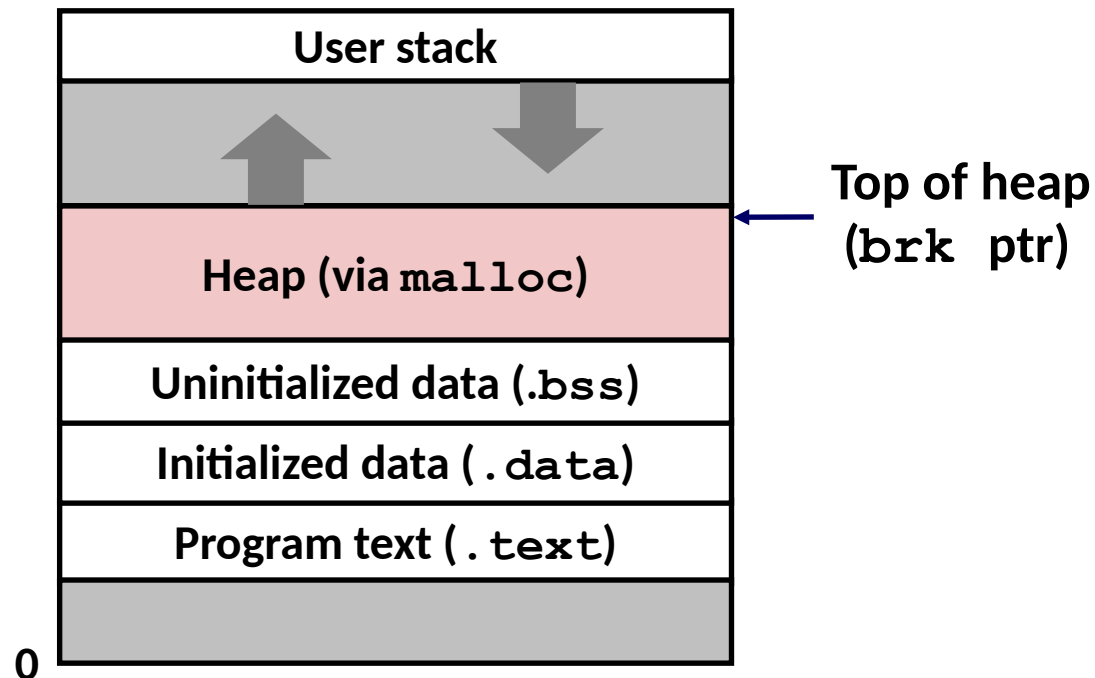 User stack
Top of heap
(brk ptr)
Heap (via malloc)
Uninitialized data (.bss)
Initialized data (.data)
Program text (.text)
0